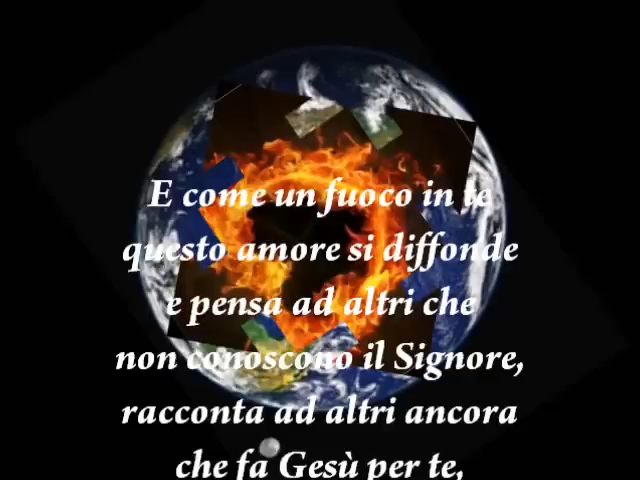 E come un fuoco in te
questo amore si diffonde
e pensa ad altri che
non conoscono il Signore,
racconta ad altri ancora
che fa Gesù per te,